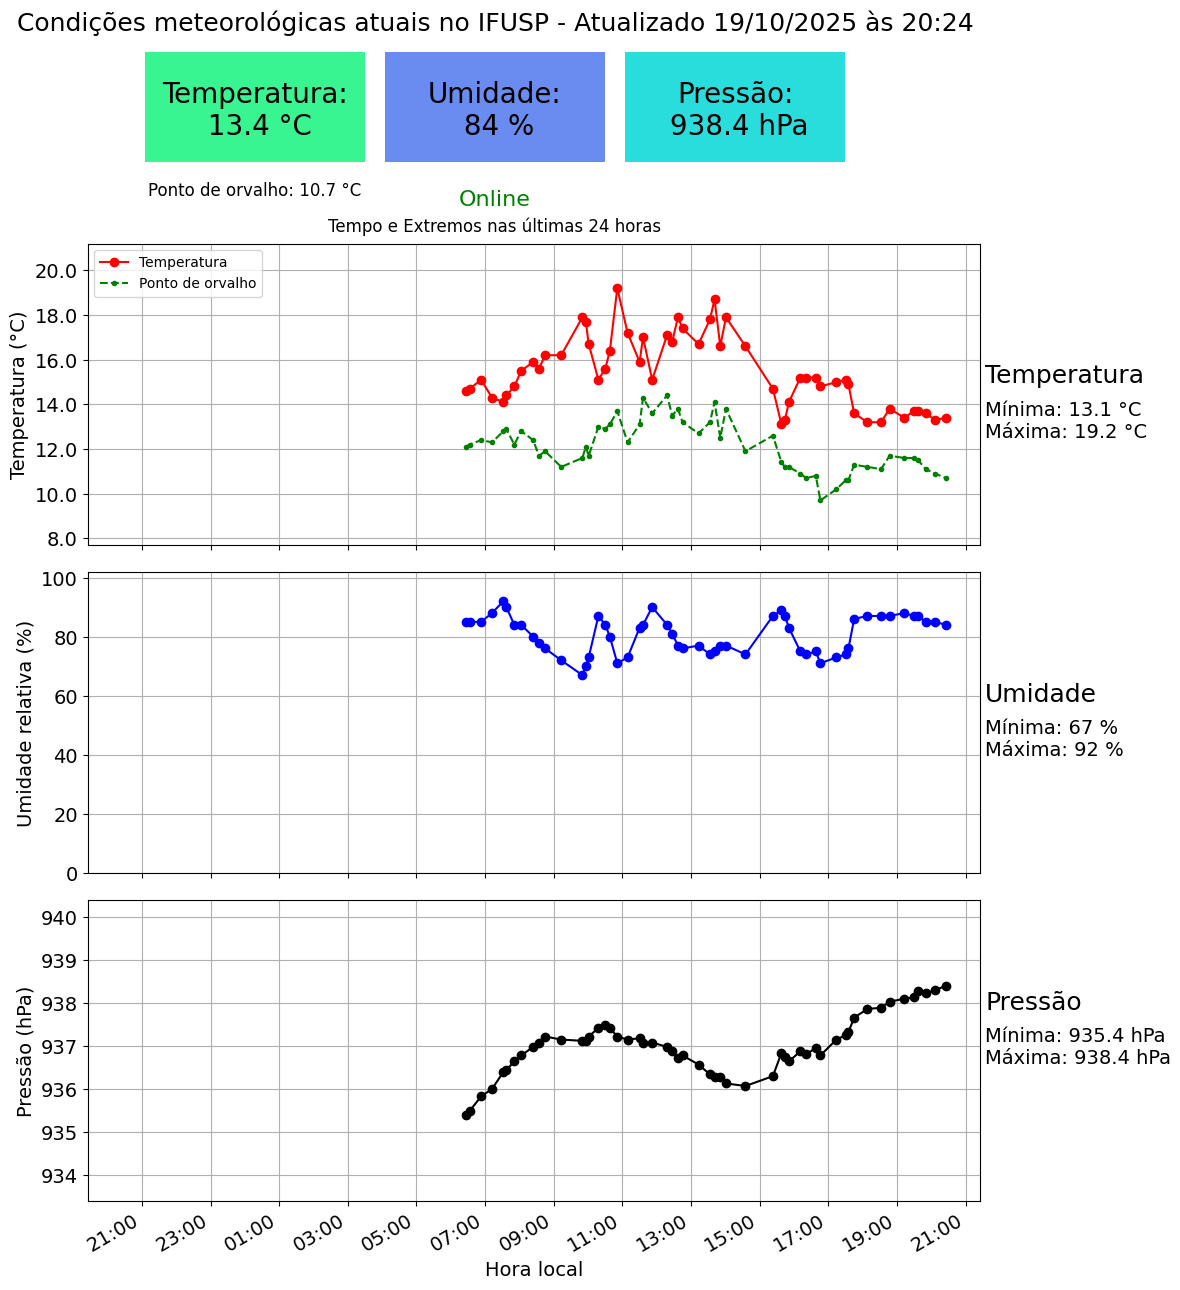 Condições meteorológicas atuais no IFUSP - Atualizado 19/10/2025 às 20:24
Temperatura:
13.4 °C
Umidade:
84 %
Pressão:
938.4 hPa
Ponto de orvalho: 10.7 °C
Online
Tempo e Extremos nas últimas 24 horas
Temperatura
Ponto de orvalho
Temperatura (°C)
20.0
18.0
16.0
14.0
12.0
10.0
8.0
Temperatura
Mínima: 13.1 °C
Máxima: 19.2 °C
Umidade relativa (%)
100
80
60
40
20
0
Umidade
Mínima: 67 %
Máxima: 92 %
Pressão (hPa)
940
939
938
937
936
935
934
Pressão
Mínima: 935.4 hPa
Máxima: 938.4 hPa
21:00 23:00 01:00 03:00 05:00 07:00 09:00 11:00 13:00 15:00 17:00 19:00 21:00
Hora local